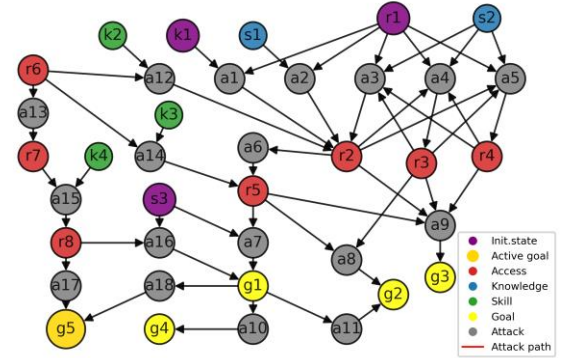 r1 s2
k2 k1 s1
r6 a12 a1 a2 a3 a4 a5
a13 k3
r7 k4 a14 a6 r2 r3 r4
a15 s3 r5
r8 a16 a7 a8 a9
a17 a18 g1 g2 g3
g5 g4 a10 a11
Init.state
Active goal
Access
Knowledge
Skill
Goal
Attack
Attack path